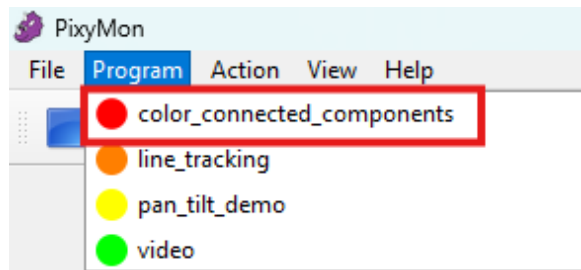 PixyMon
File Program Action View Help
color_connected_components
line_tracking
pan_tilt_demo
video